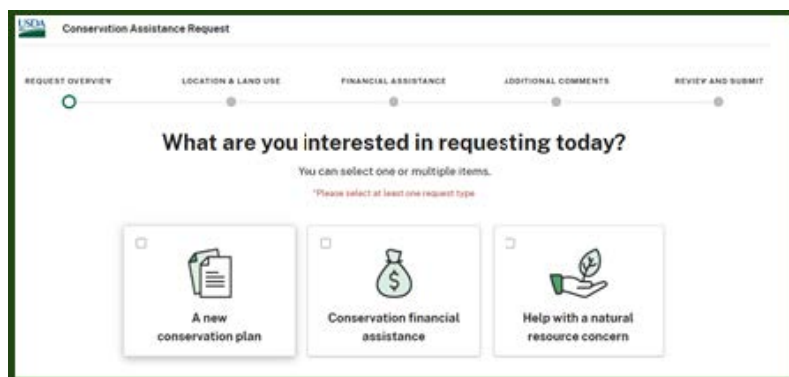 USDA
Conservation Assistance Request
REQUEST OVERVIEW LOCATION & LAND USE FINANCIAL ASSISTANCE ADDITIONAL COMMENTS REVIEW AND SUBMIT
What are you interested in requesting today?
You can select one or multiple items.
*Please select at least one request type
A new
conservation plan
$
Conservation financial
assistance
Help with a natural
resource concern